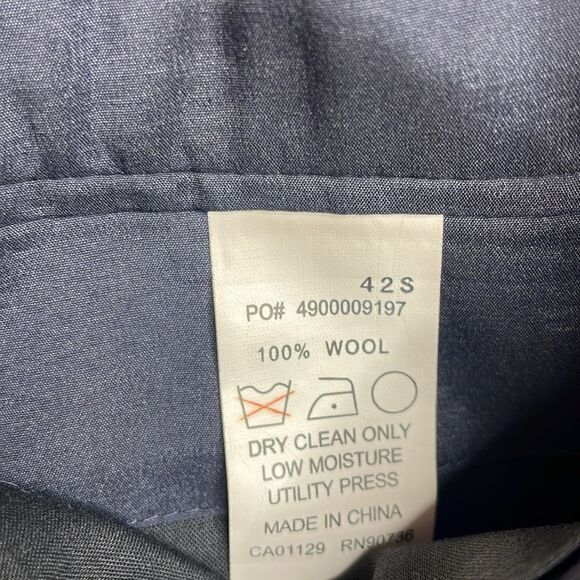 42S
PO# 4900009197
100% WOOL
DRY CLEAN ONLY
LOW MOISTURE
UTILITY PRESS
MADE IN CHINA
CA01129 RN90736